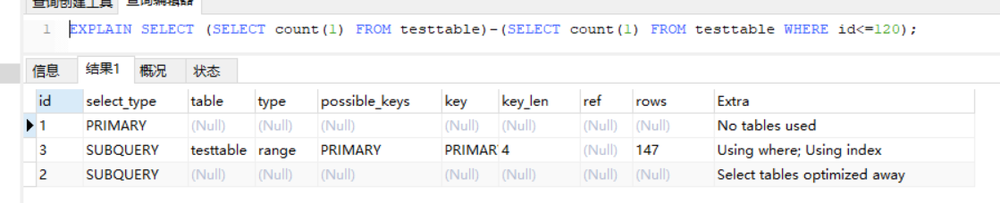 查询创建工具 查询编辑器
1 EXPLAIN SELECT (SELECT count(1) FROM testtable)-(SELECT count(1) FROM testtable WHERE id<=120);
信息 结果1 概况 状态
id select_type table type possible_keys key key_len ref rows Extra
1 PRIMARY (Null) (Null) (Null) (Null) (Null) (Null) (Null) No tables used
3 SUBQUERY testtable range PRIMARY PRIMAR 4 (Null) 147 Using where; Using index
2 SUBQUERY (Null) (Null) (Null) (Null) (Null) (Null) (Null) Select tables optimized away